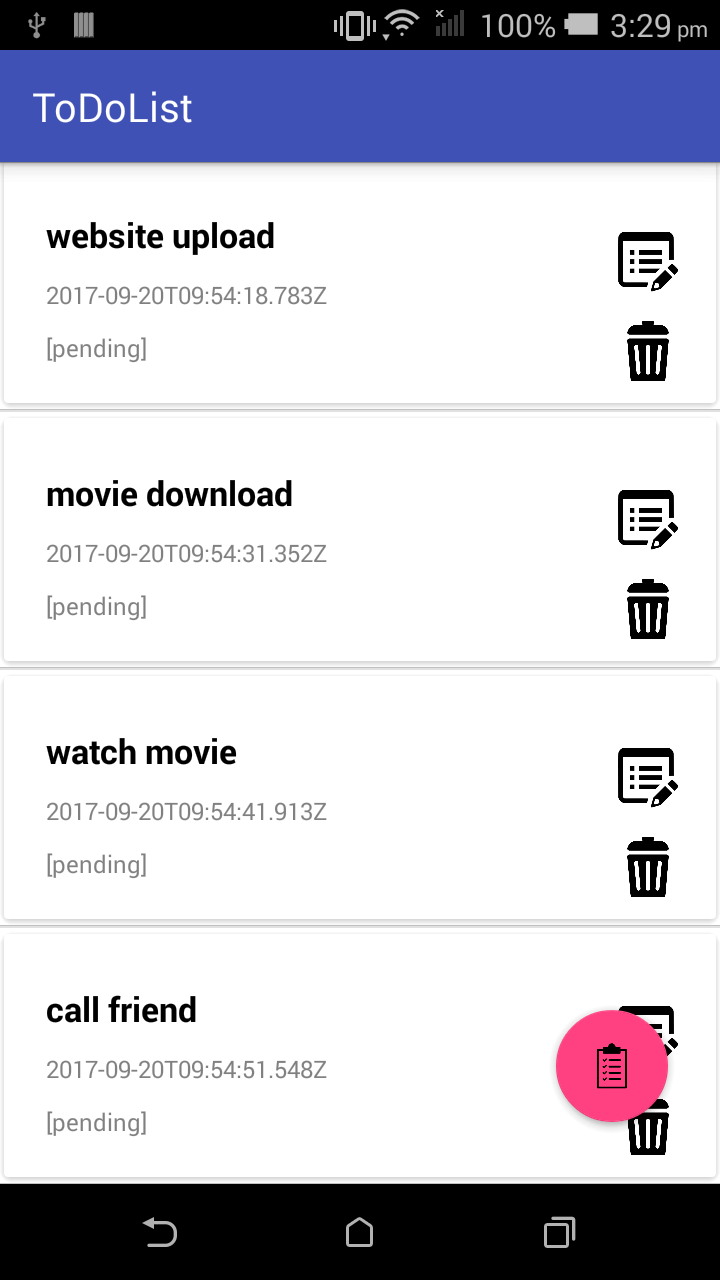 100% 3:29 pm
ToDoList
website upload
2017-09-20T09:54:18.783Z
[pending]
movie download
2017-09-20T09:54:31.352Z
[pending]
watch movie
2017-09-20T09:54:41.913Z
[pending]
call friend
2017-09-20T09:54:51.548Z
[pending]